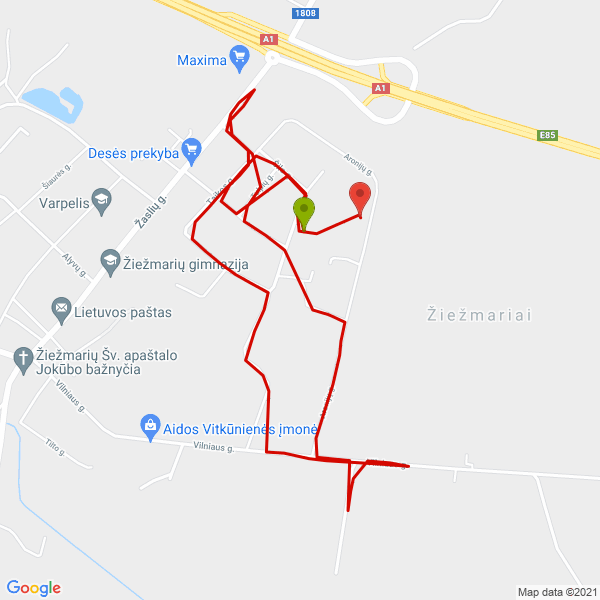 1808
A1
Maxima
A1
E85
Desės prekyba
Aronijų g.
Šiaurės g.
Taikos g.
Varpelis
Žaslių g.
Žiežmarių gimnazija
Alyvų g.
Lietuvos paštas
Žiežmariai
Žiežmarių Šv. apaštalo
Jokūbo bažnyčia
Vilniaus g.
Aidos Vitkūnienės įmonė
Tilto g.
Vilniaus g.
Google
Map data ©2021